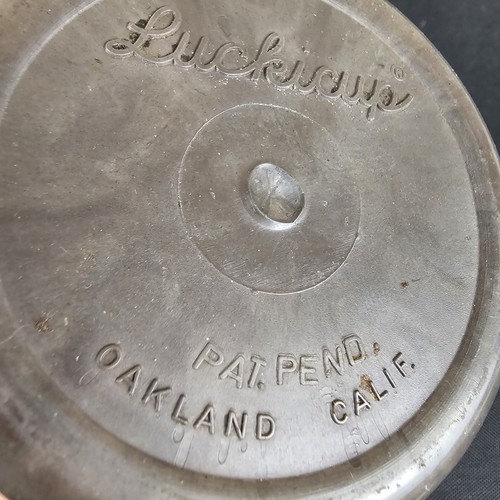 Luckicup®
PAT. PEND.
OAKLAND CALIF.